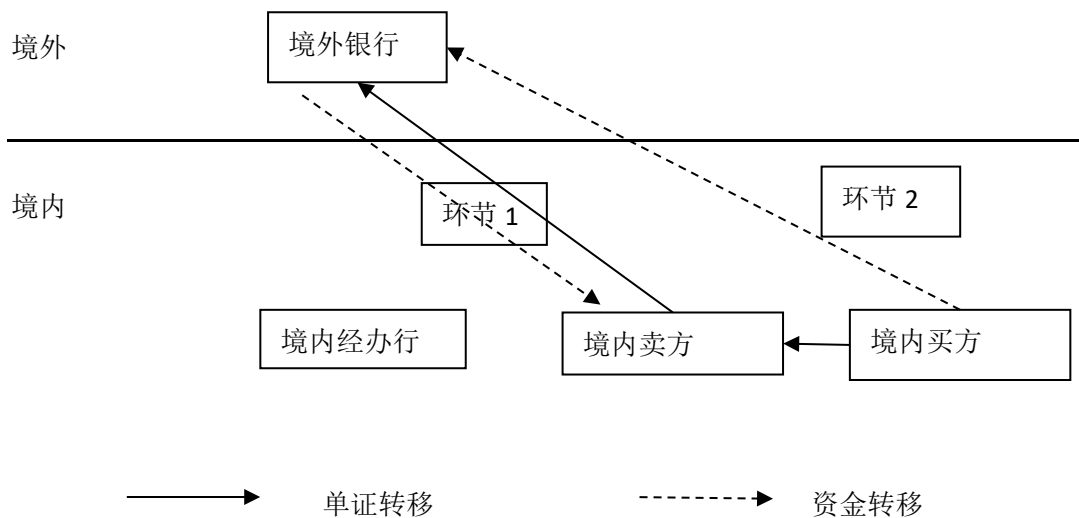 境外
境外银行
境内
环节 1
环节 2
境内经办行
境内卖方
境内买方
单证转移
资金转移